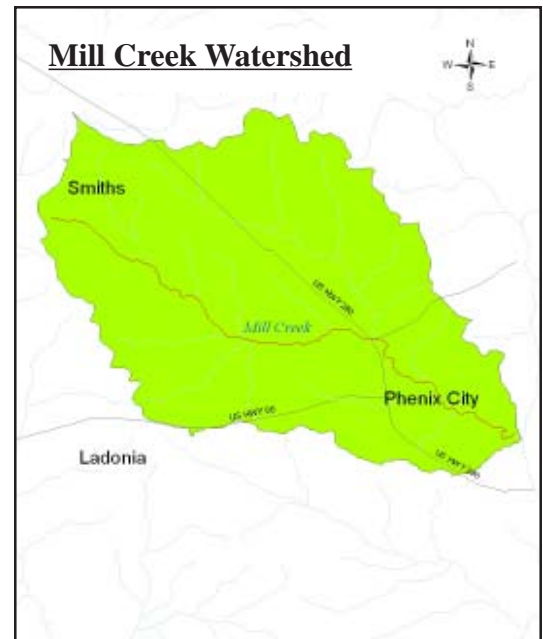 Mill Creek Watershed
N
W E
S
Smiths
US HWY 280
Mill Creek
Phenix City
US HWY 80
Ladonia
US HWY 280